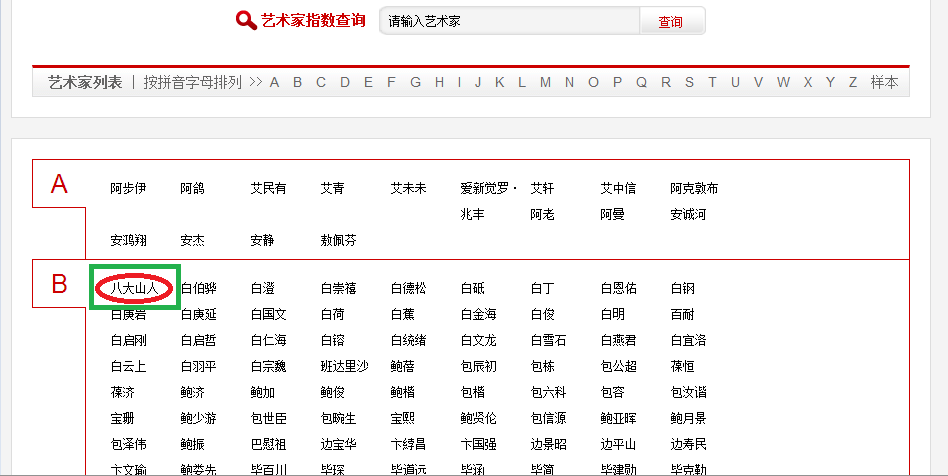 艺术家指数查询 请输入艺术家 查询
艺术家列表 | 按拼音字母排列 >> A B C D E F G H I J K L M N O P Q R S T U V W X Y Z 样本
A
阿步伊 阿鸽 艾民有 艾青 艾未未 爱新觉罗· 艾轩 艾中信 阿克敦布
兆丰 阿老 阿曼 安诚河
安鸿翔 安杰 安静 敖佩芬
B
八大山人 白伯骅 白澄 白崇禧 白德松 白砥 白丁 白恩佑 白钢
白庚岩 白庚延 白国文 白荷 白蕉 白金海 白俊 白明 百耐
白启刚 白启哲 白仁海 白镕 白统绪 白文龙 白雪石 白燕君 白宜洛
白云上 白羽平 白宗魏 班达里沙 鲍蓓 包辰初 包栋 包公超 葆恒
葆济 鲍济 鲍加 鲍俊 鲍楷 包楷 包六科 包容 包汝谐
宝珊 鲍少游 包世臣 包畹生 宝熙 鲍贤伦 包信源 鲍亚晖 鲍月景
包泽伟 鲍振 巴慰祖 边宝华 卞綍昌 卞国强 边景昭 边平山 边寿民
卞文瑜 鲍娄先 毕百川 毕琛 毕道远 毕涵 毕简 毕建勋 毕克勤